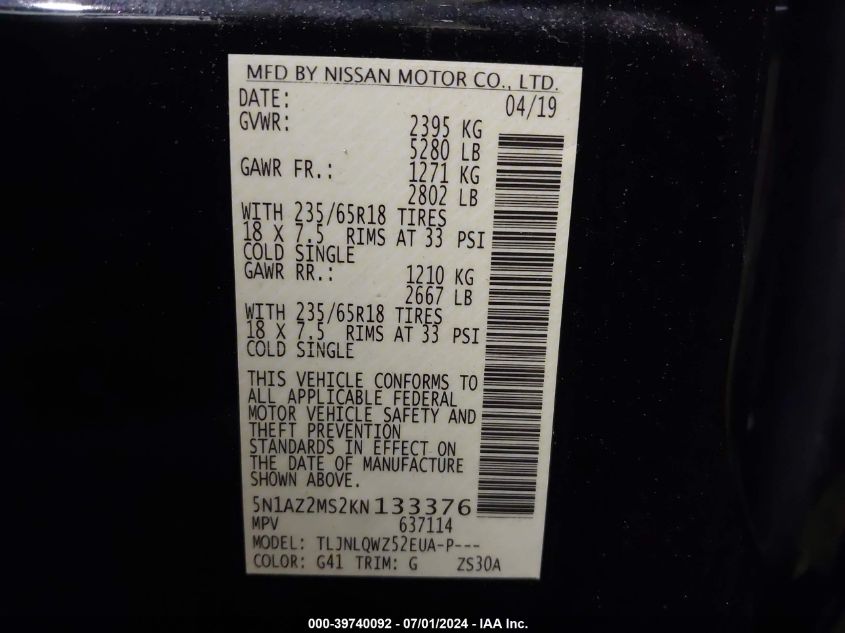 MFD BY NISSAN MOTOR CO., LTD.
DATE: 04/19
GVWR: 2395 KG
5280 LB
GAWR FR.: 1271 KG
2802 LB
WITH 235/65R18 TIRES
18 X 7.5 RIMS AT 33 PSI
COLD SINGLE
GAWR RR.: 1210 KG
2667 LB
WITH 235/65R18 TIRES
18 X 7.5 RIMS AT 33 PSI
COLD SINGLE
THIS VEHICLE CONFORMS TO
ALL APPLICABLE FEDERAL
MOTOR VEHICLE SAFETY AND
THEFT PREVENTION
STANDARDS IN EFFECT ON
THE DATE OF MANUFACTURE
SHOWN ABOVE.
5N1AZ2MS2KN133376
MPV 637114
MODEL: TLJNLQWZ52EUA-P---
COLOR: G41 TRIM: G ZS30A
000-39740092 - 07/01/2024 - IAA Inc.